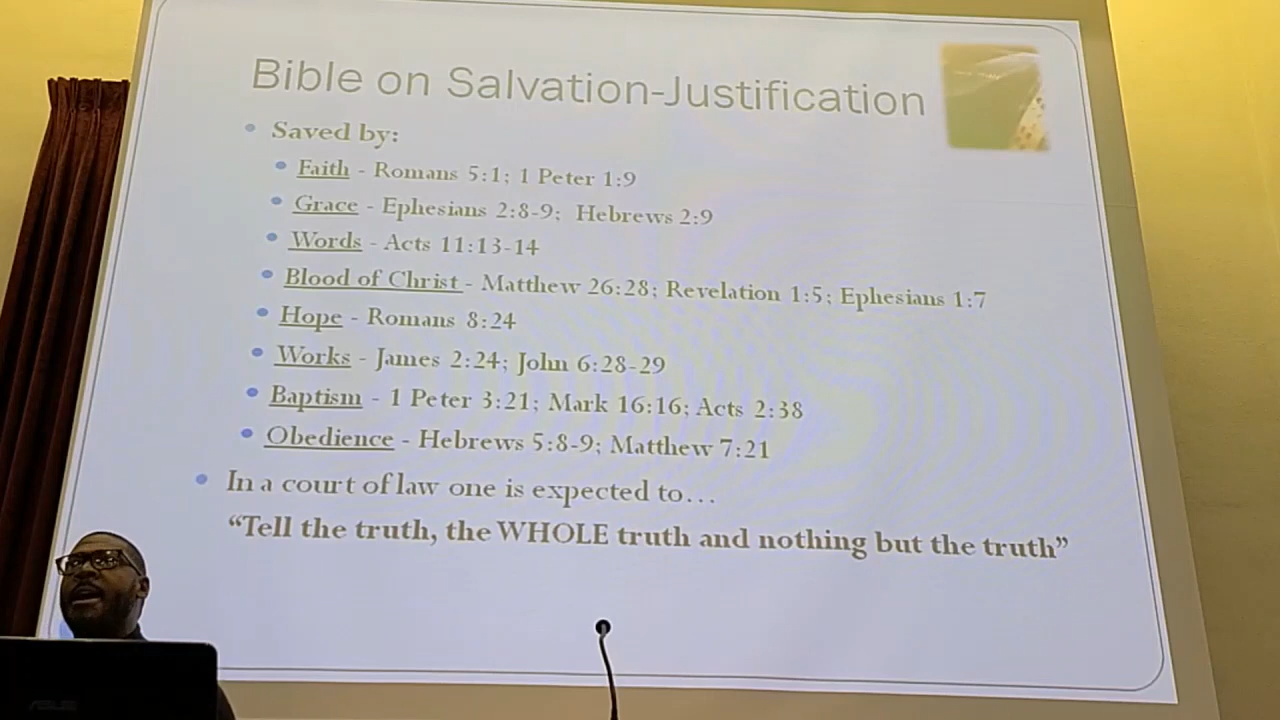 Bible on Salvation-Justification
Saved by:
Faith - Romans 5:1; 1 Peter 1:9
Grace - Ephesians 2:8-9; Hebrews 2:9
Words - Acts 11:13-14
Blood of Christ - Matthew 26:28; Revelation 1:5; Ephesians 1:7
Hope - Romans 8:24
Works - James 2:24; John 6:28-29
Baptism - 1 Peter 3:21; Mark 16:16; Acts 2:38
Obedience - Hebrews 5:8-9; Matthew 7:21
In a court of law one is expected to…
“Tell the truth, the WHOLE truth and nothing but the truth”
ASUS